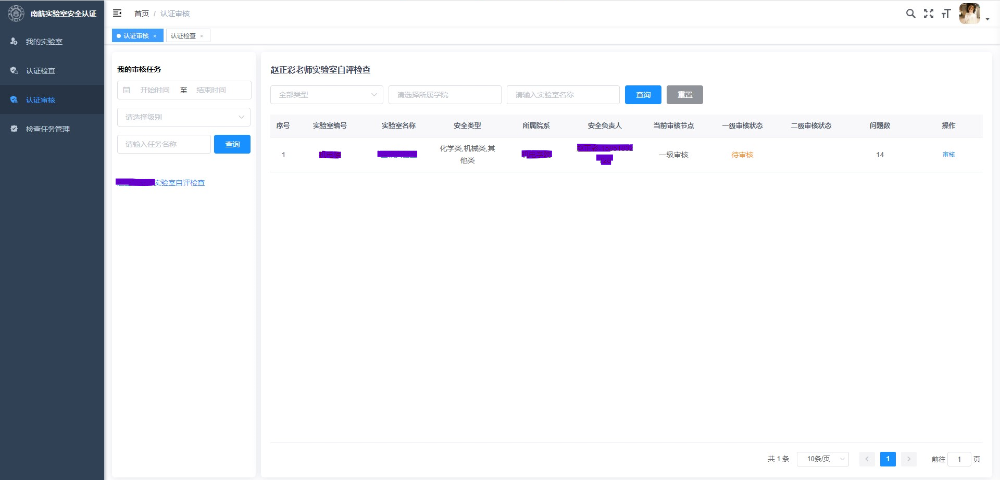 南航实验室安全认证
首页 / 认证审核
我的实验室
认证检查
认证审核
检查任务管理
认证审核 ×
认证检查 ×
我的审核任务
开始时间 至 结束时间
请选择级别
请输入任务名称 查询
实验室自评检查
赵正彩老师实验室自评检查
全部类型 请选择所属学院 请输入实验室名称 查询 重置
序号 实验室编号 实验室名称 安全类型 所属院系 安全负责人 当前审核节点 一级审核状态 二级审核状态 问题数 操作
1 化学类,机械类,其他类 一级审核 待审核 14 审核
共 1 条 10条/页 < 1 > 前往 1 页